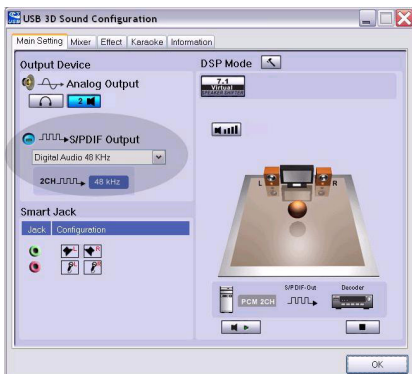 USB 3D Sound Configuration
Main Setting Mixer Effect Karaoke Information
Output Device
Analog Output
2
S/PDIF Output
Digital Audio 48 KHz
2CH 48 kHz
Smart Jack
Jack Configuration
L R
DSP Mode
7.1
Virtual
SPEAKER SHIFTER
L R
S/PDIF-Out Decoder
PCM 2CH
OK